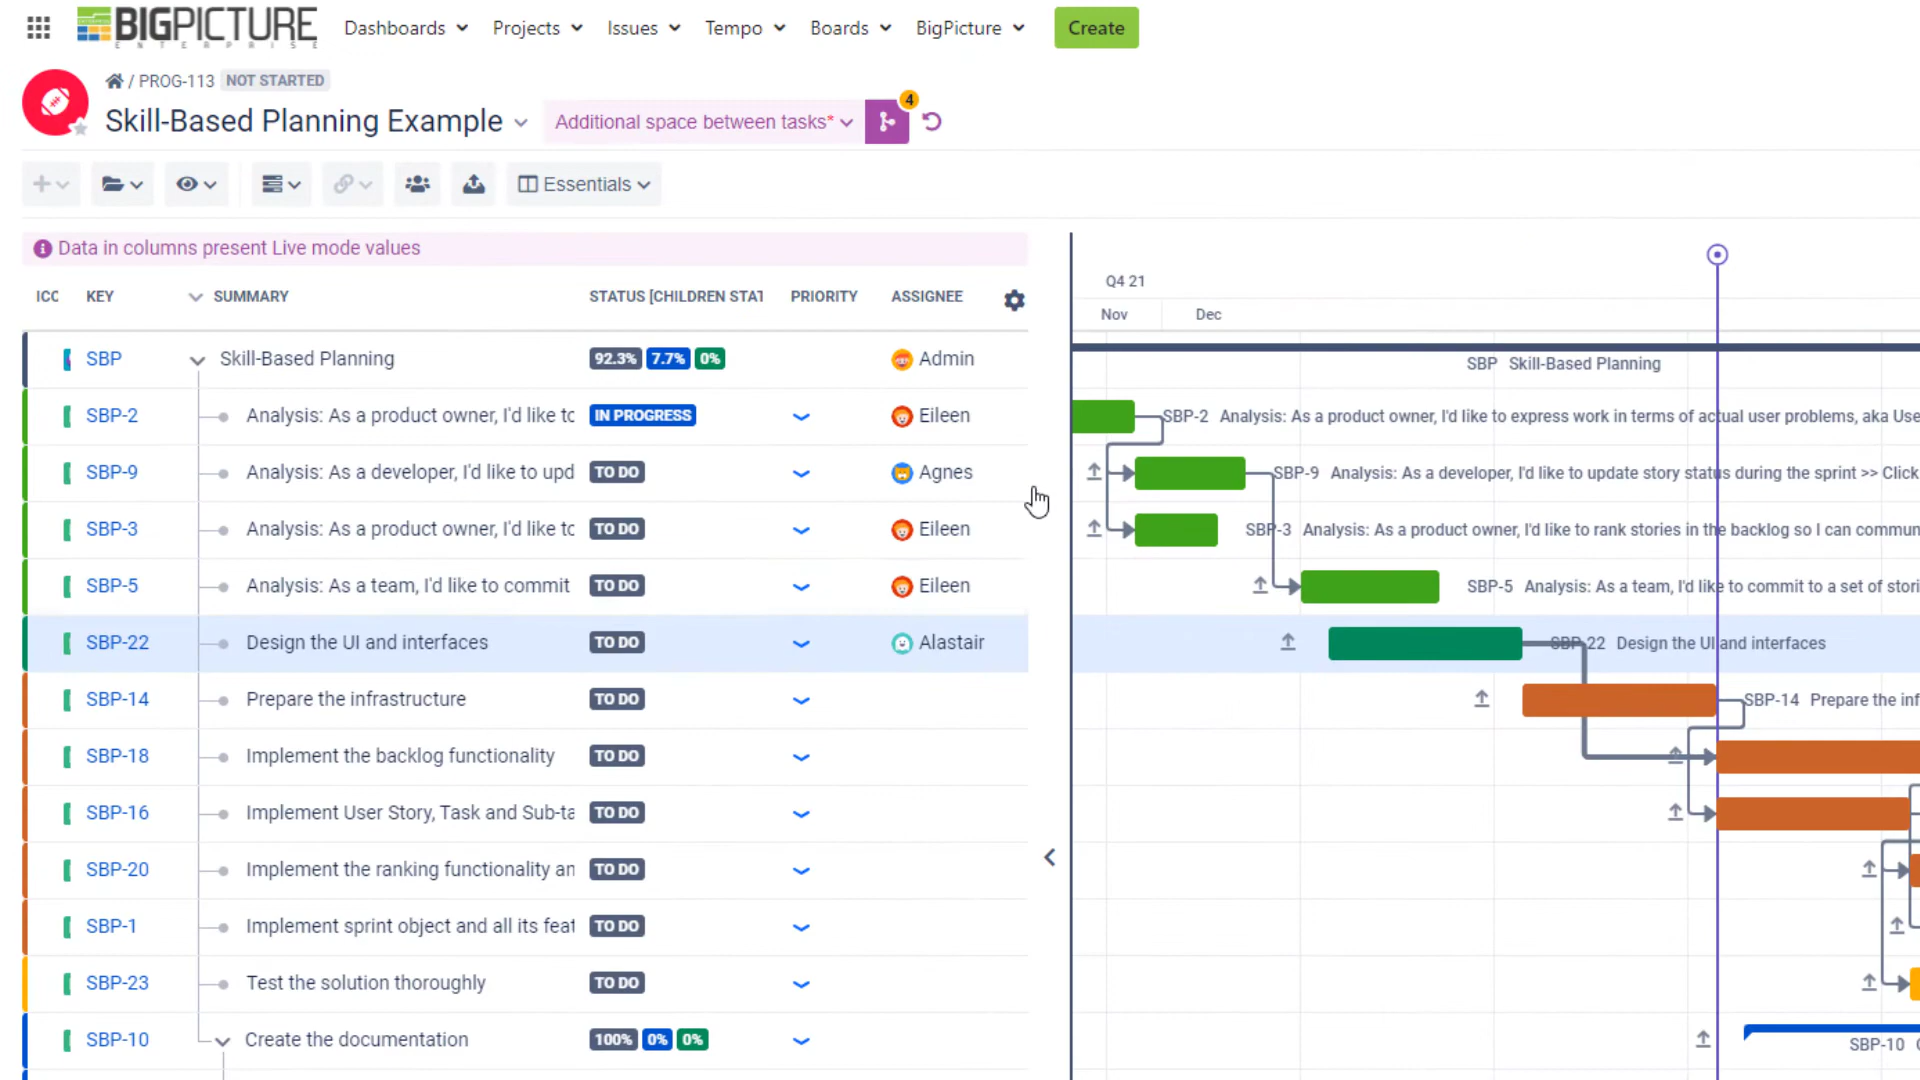 BIGPICTURE
ENTERPRISE
Dashboards Projects Issues Tempo Boards BigPicture Create
/ PROG-113 NOT STARTED
Skill-Based Planning Example Additional space between tasks* 4
Essentials
Data in columns present Live mode values
ICC KEY SUMMARY STATUS [CHILDREN STAT PRIORITY ASSIGNEE
Q4 21
Nov Dec
SBP Skill-Based Planning 92.3% 7.7% 0% Admin
SBP Skill-Based Planning
SBP-2 Analysis: As a product owner, I'd like to IN PROGRESS Eileen
SBP-2 Analysis: As a product owner, I'd like to express work in terms of actual user problems, aka Use
SBP-9 Analysis: As a developer, I'd like to upd TO DO Agnes
SBP-9 Analysis: As a developer, I'd like to update story status during the sprint >> Click
SBP-3 Analysis: As a product owner, I'd like to TO DO Eileen
SBP-3 Analysis: As a product owner, I'd like to rank stories in the backlog so I can commun
SBP-5 Analysis: As a team, I'd like to commit TO DO Eileen
SBP-5 Analysis: As a team, I'd like to commit to a set of stori
SBP-22 Design the UI and interfaces TO DO Alastair
SBP-22 Design the UI and interfaces
SBP-14 Prepare the infrastructure TO DO
SBP-14 Prepare the inf
SBP-18 Implement the backlog functionality TO DO
SBP-16 Implement User Story, Task and Sub-ta TO DO
SBP-20 Implement the ranking functionality an TO DO
SBP-1 Implement sprint object and all its feat TO DO
SBP-23 Test the solution thoroughly TO DO
SBP-10 Create the documentation 100% 0% 0%
SBP-10